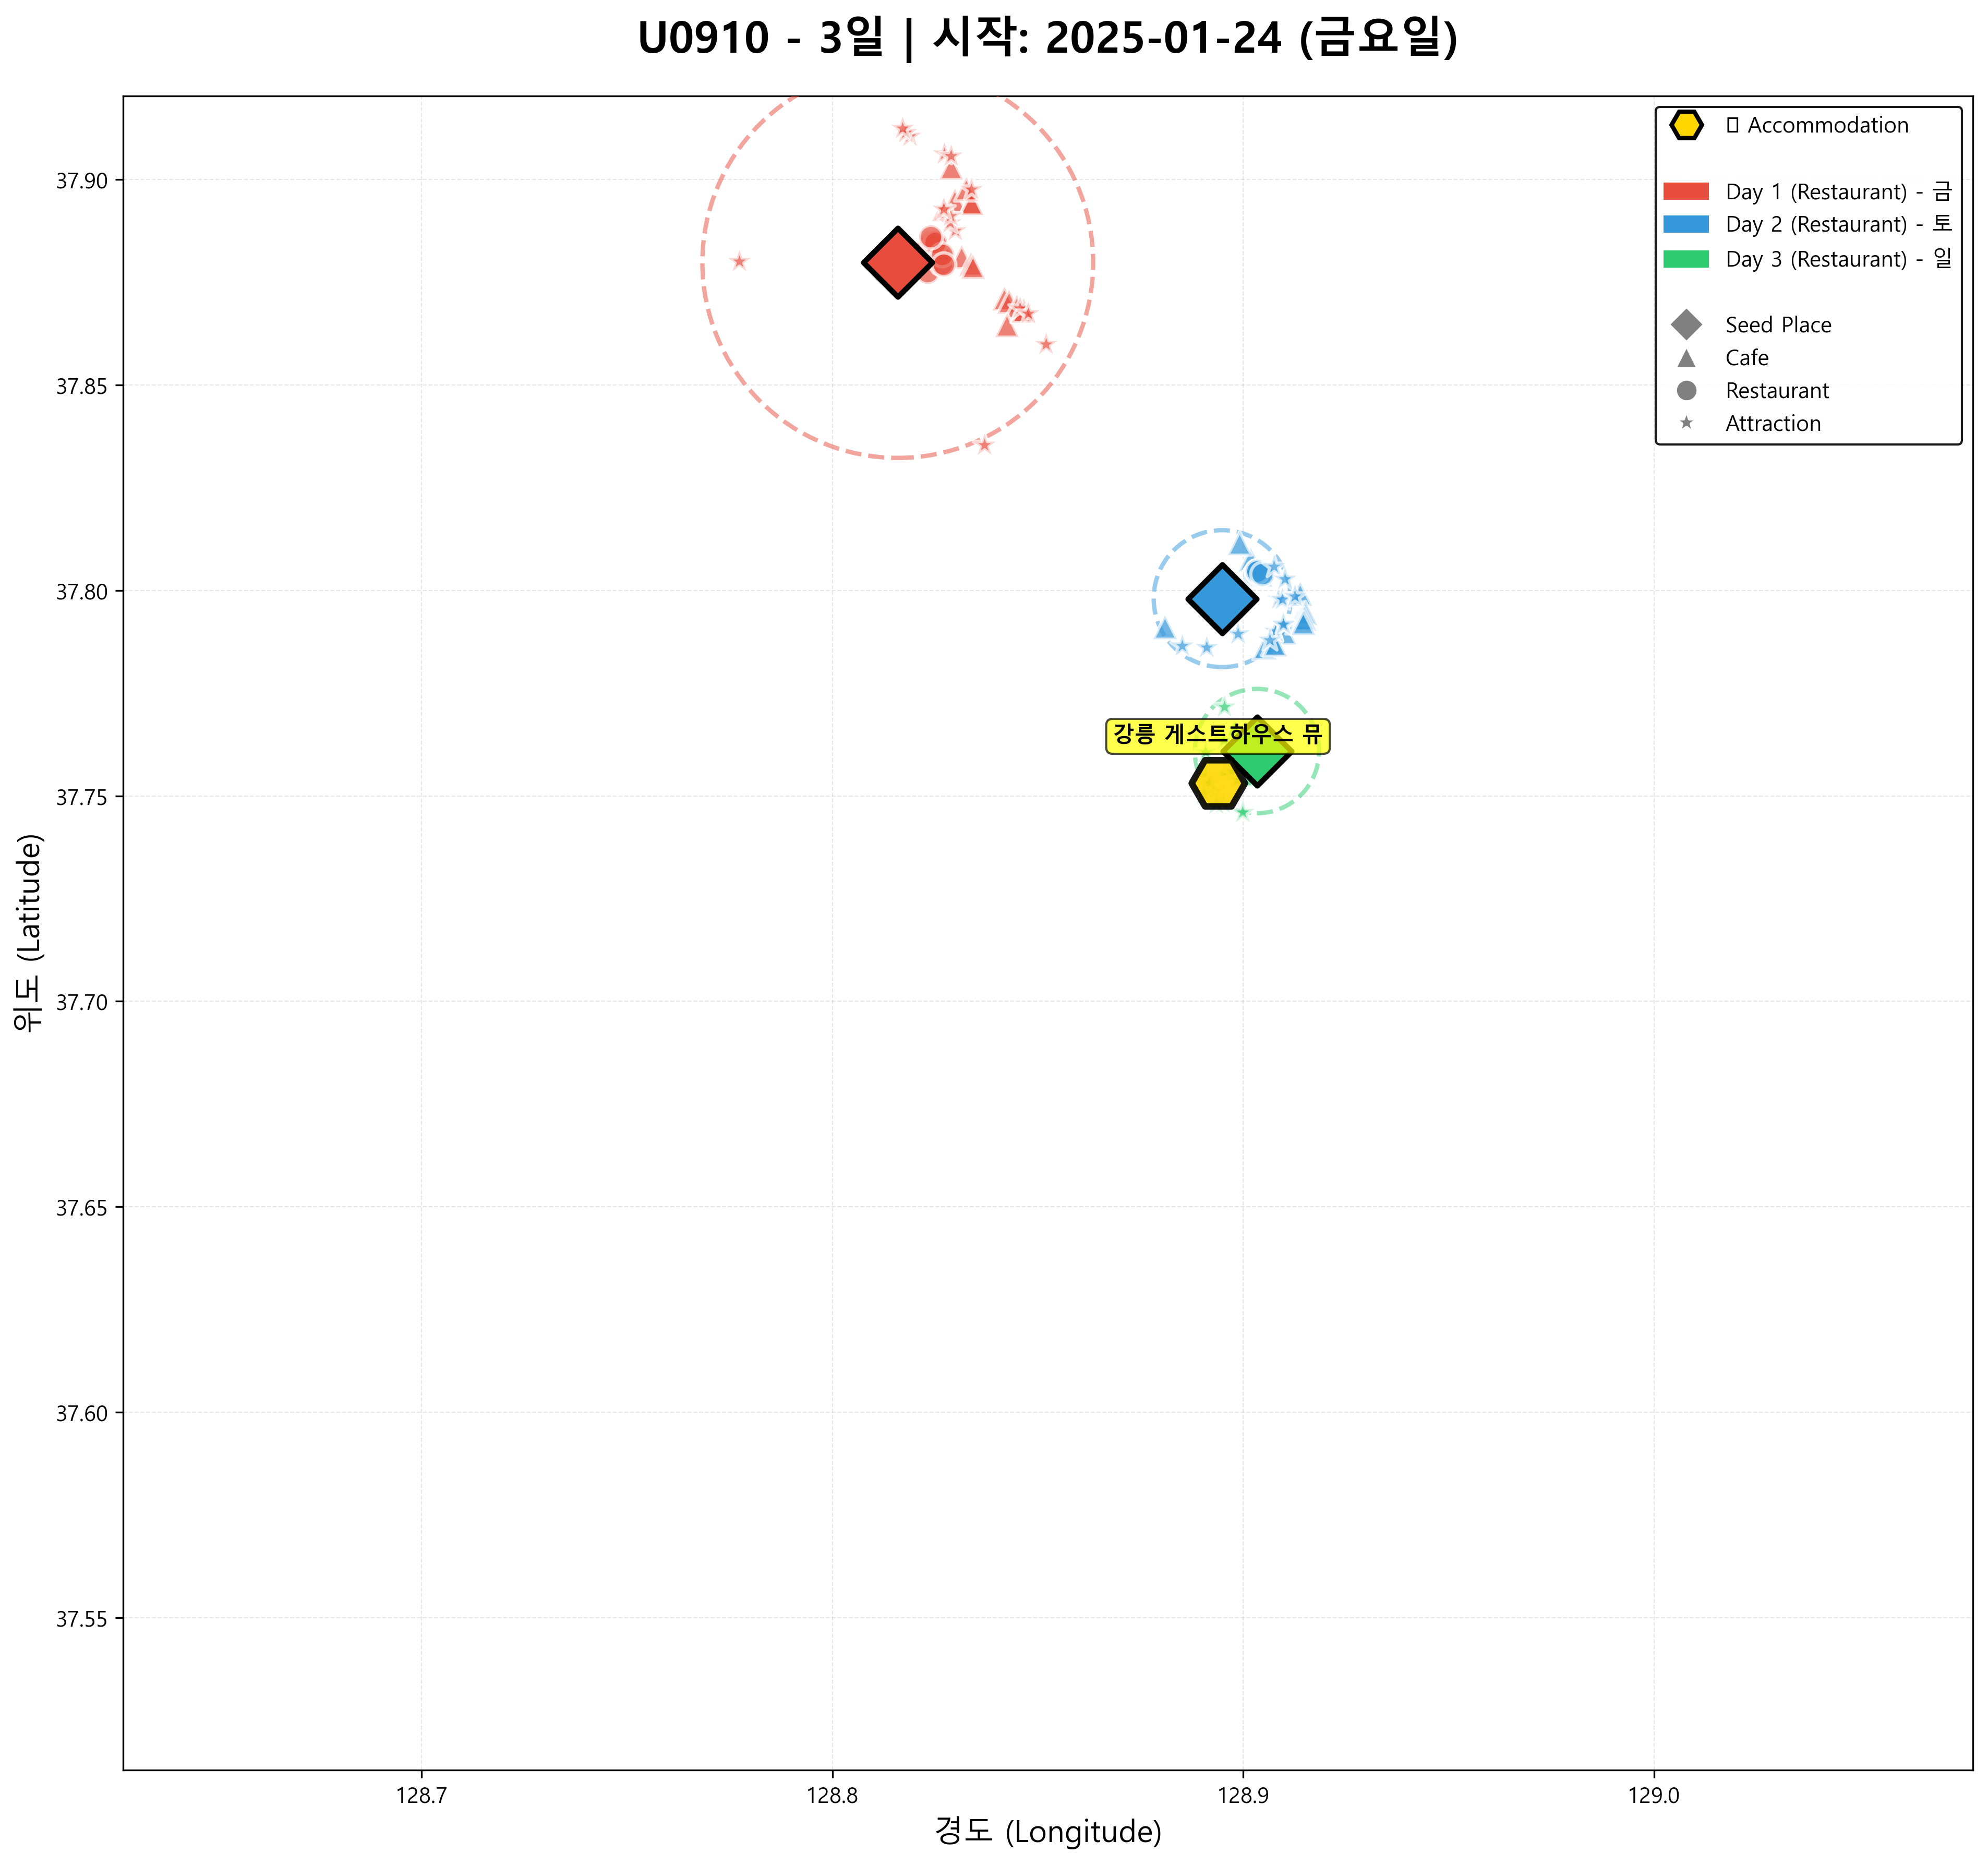 U0910 - 3일 | 시작: 2025-01-24 (금요일)
Accommodation
Day 1 (Restaurant) - 금
Day 2 (Restaurant) - 토
Day 3 (Restaurant) - 일
Seed Place
Cafe
Restaurant
Attraction
37.90
37.85
37.80
강릉 게스트하우스 뮤
37.75
37.70
37.65
37.60
37.55
위도 (Latitude)
128.7
128.8
128.9
129.0
경도 (Longitude)